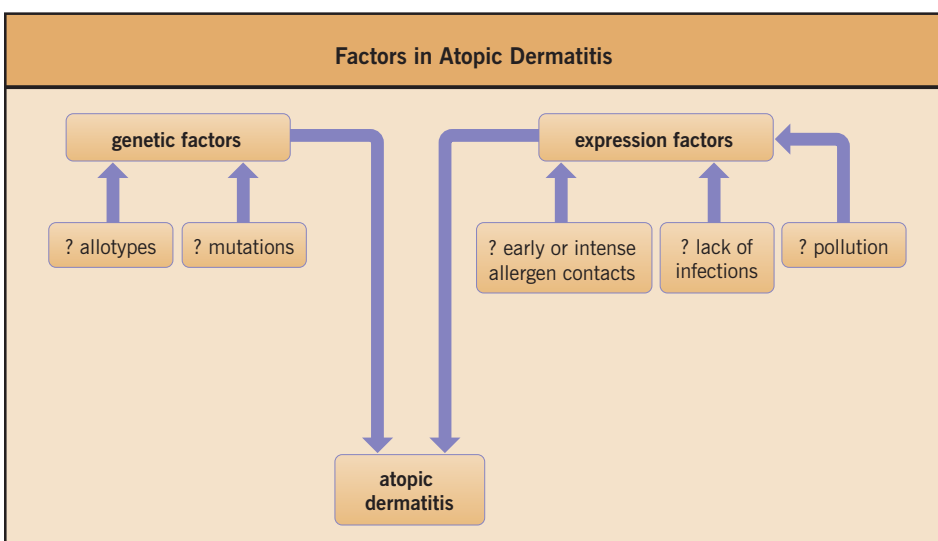 Factors in Atopic Dermatitis
genetic factors
expression factors
? allotypes
? mutations
? early or intense
allergen contacts
? lack of
infections
? pollution
atopic
dermatitis